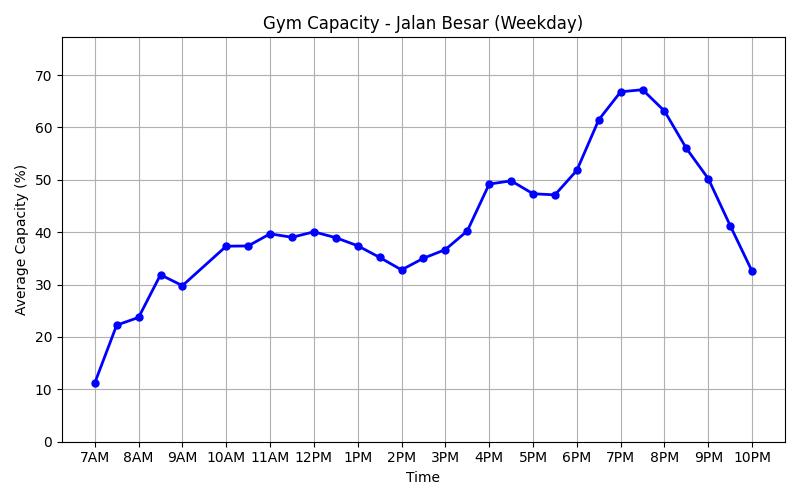 Gym Capacity - Jalan Besar (Weekday)
Average Capacity (%)
70
60
50
40
30
20
10
0
7AM 8AM 9AM 10AM 11AM 12PM 1PM 2PM 3PM 4PM 5PM 6PM 7PM 8PM 9PM 10PM
Time